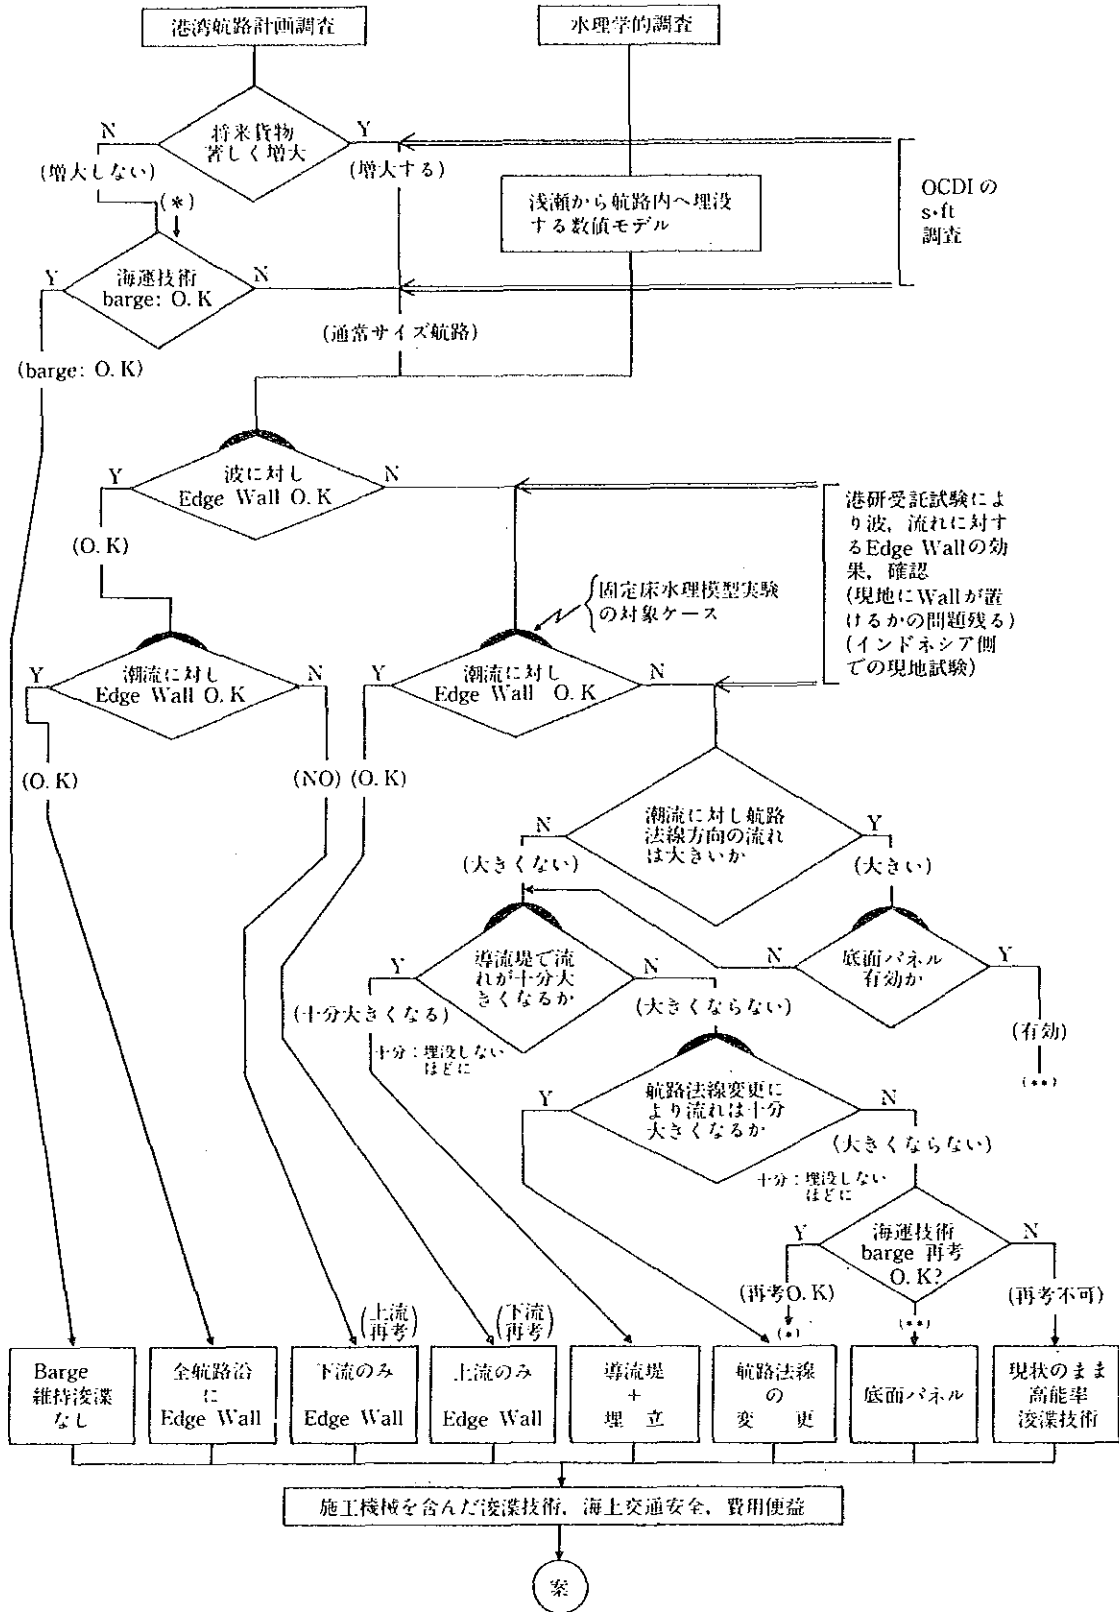 港湾航路計画調査
水理学的調査
将来貨物
著しく増大
N
Y
(増大しない)
(増大する)
(*)
浅瀬から航路内へ埋没
する数値モデル
OCDIの
s・ft
調査
海運技術
barge: O.K
Y
N
(通常サイズ航路)
(barge: O.K)
波に対し
Edge Wall O.K
Y
N
(O.K)
港研受託試験によ
り波, 流れに対す
るEdge Wallの効
果, 確認
(現地にWallが置
けるかの問題残る)
(インドネシア側
での現地試験)
固定床水理模型実験
の対象ケース
潮流に対し
Edge Wall O.K
Y
N
潮流に対し
Edge Wall O.K
Y
N
(O.K)
(NO)
(O.K)
潮流に対し航路
法線方向の流れ
は大きいか
N
Y
(大きくない)
(大きい)
導流堤で流
れが十分大
きくなるか
Y
N
底面パネル
有効か
N
Y
(十分大きくなる)
(大きくならない)
(有効)
十分:埋没しない
ほどに
(**)
航路法線変更に
より流れは十分
大きくなるか
Y
N
(大きくならない)
十分:埋没しない
ほどに
海運技術
barge 再考
O.K?
Y
N
(再考O.K)
(再考不可)
(*)
(**)
(上流
再考)
(下流
再考)
Barge
維持浚渫
なし
全航路沿
に
Edge Wall
下流のみ
Edge Wall
上流のみ
Edge Wall
導流堤
+
埋 立
航路法線
の
変 更
底面パネル
現状のまま
高能率
浚渫技術
施工機械を含んだ浚渫技術, 海上交通安全, 費用便益
案